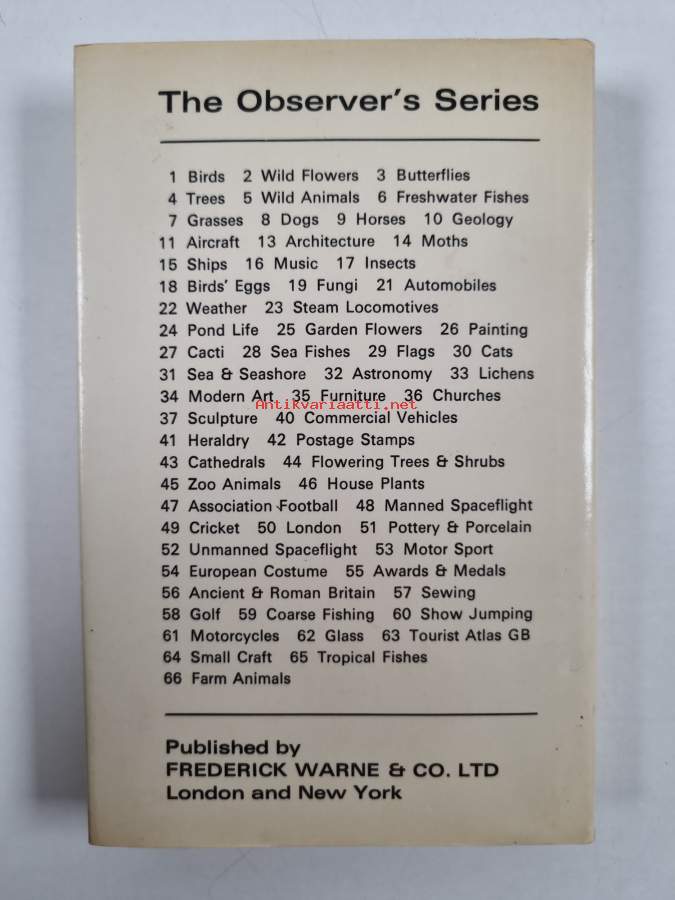 The Observer's Series
1 Birds 2 Wild Flowers 3 Butterflies
4 Trees 5 Wild Animals 6 Freshwater Fishes
7 Grasses 8 Dogs 9 Horses 10 Geology
11 Aircraft 13 Architecture 14 Moths
15 Ships 16 Music 17 Insects
18 Birds' Eggs 19 Fungi 21 Automobiles
22 Weather 23 Steam Locomotives
24 Pond Life 25 Garden Flowers 26 Painting
27 Cacti 28 Sea Fishes 29 Flags 30 Cats
31 Sea & Seashore 32 Astronomy 33 Lichens
34 Modern Art 35 Furniture 36 Churches
Antikvariaatti.net
37 Sculpture 40 Commercial Vehicles
41 Heraldry 42 Postage Stamps
43 Cathedrals 44 Flowering Trees & Shrubs
45 Zoo Animals 46 House Plants
47 Association Football 48 Manned Spaceflight
49 Cricket 50 London 51 Pottery & Porcelain
52 Unmanned Spaceflight 53 Motor Sport
54 European Costume 55 Awards & Medals
56 Ancient & Roman Britain 57 Sewing
58 Golf 59 Coarse Fishing 60 Show Jumping
61 Motorcycles 62 Glass 63 Tourist Atlas GB
64 Small Craft 65 Tropical Fishes
66 Farm Animals
Published by
FREDERICK WARNE & CO. LTD
London and New York